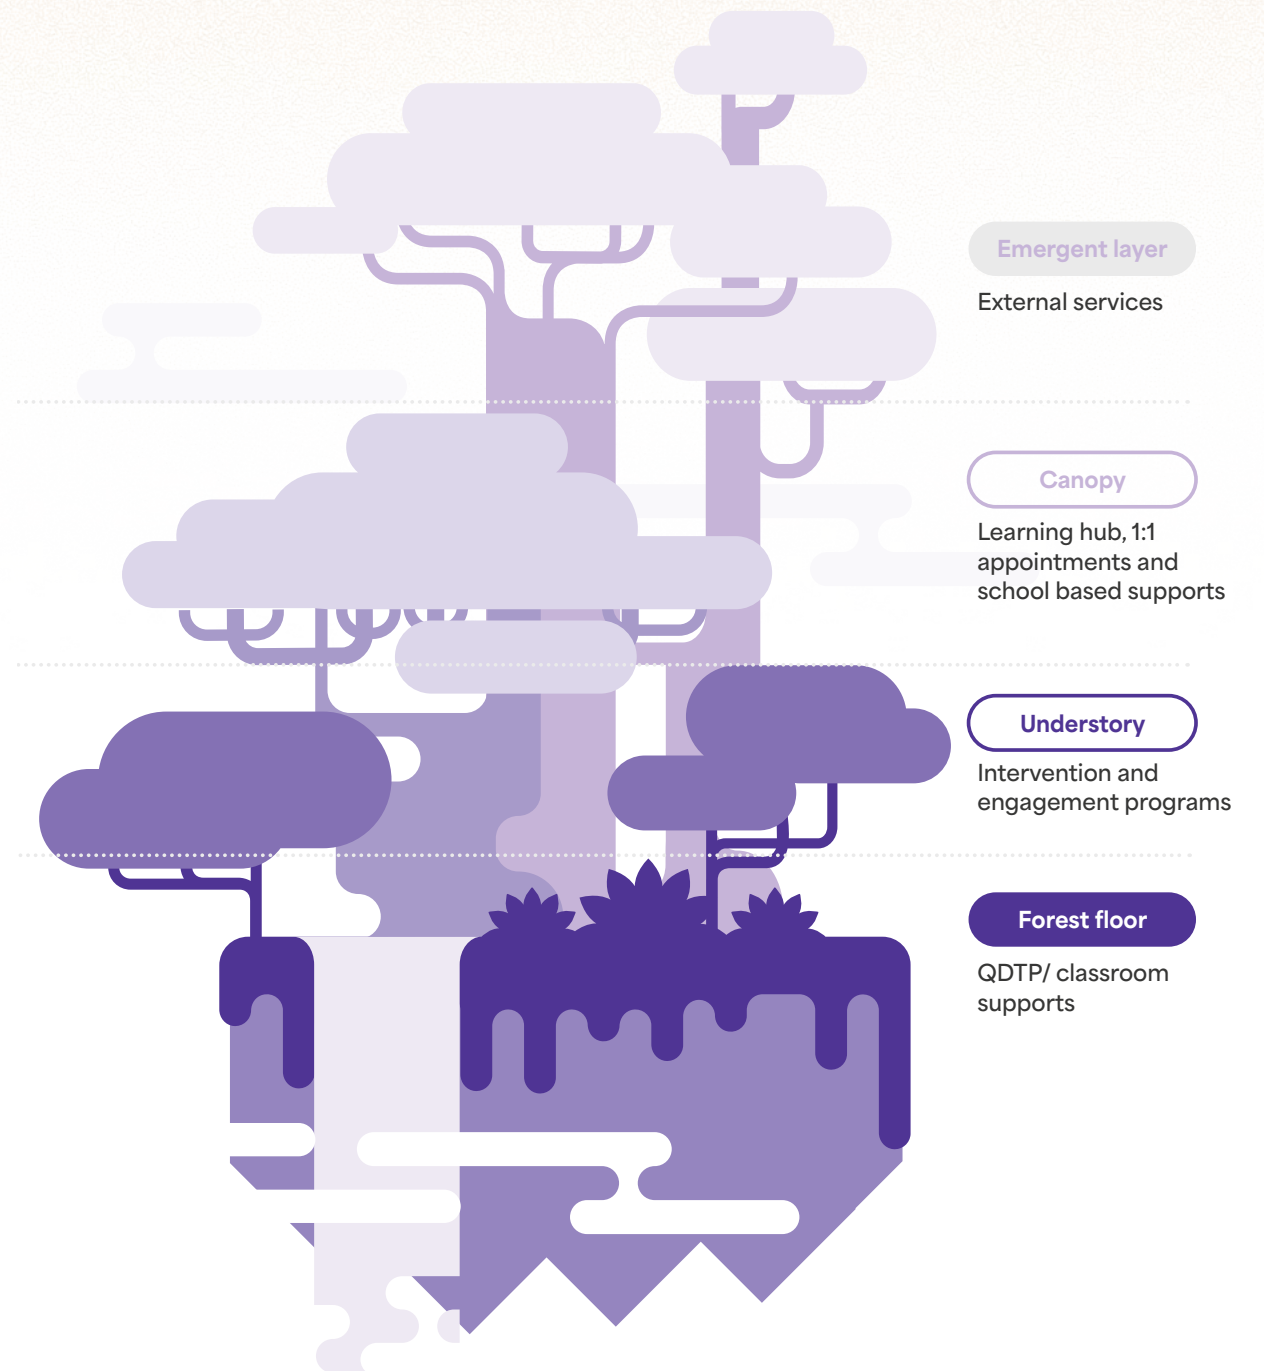 Emergent layer
External services
Canopy
Learning hub, 1:1
appointments and
school based supports
Understory
Intervention and
engagement programs
Forest floor
QDTP/ classroom
supports